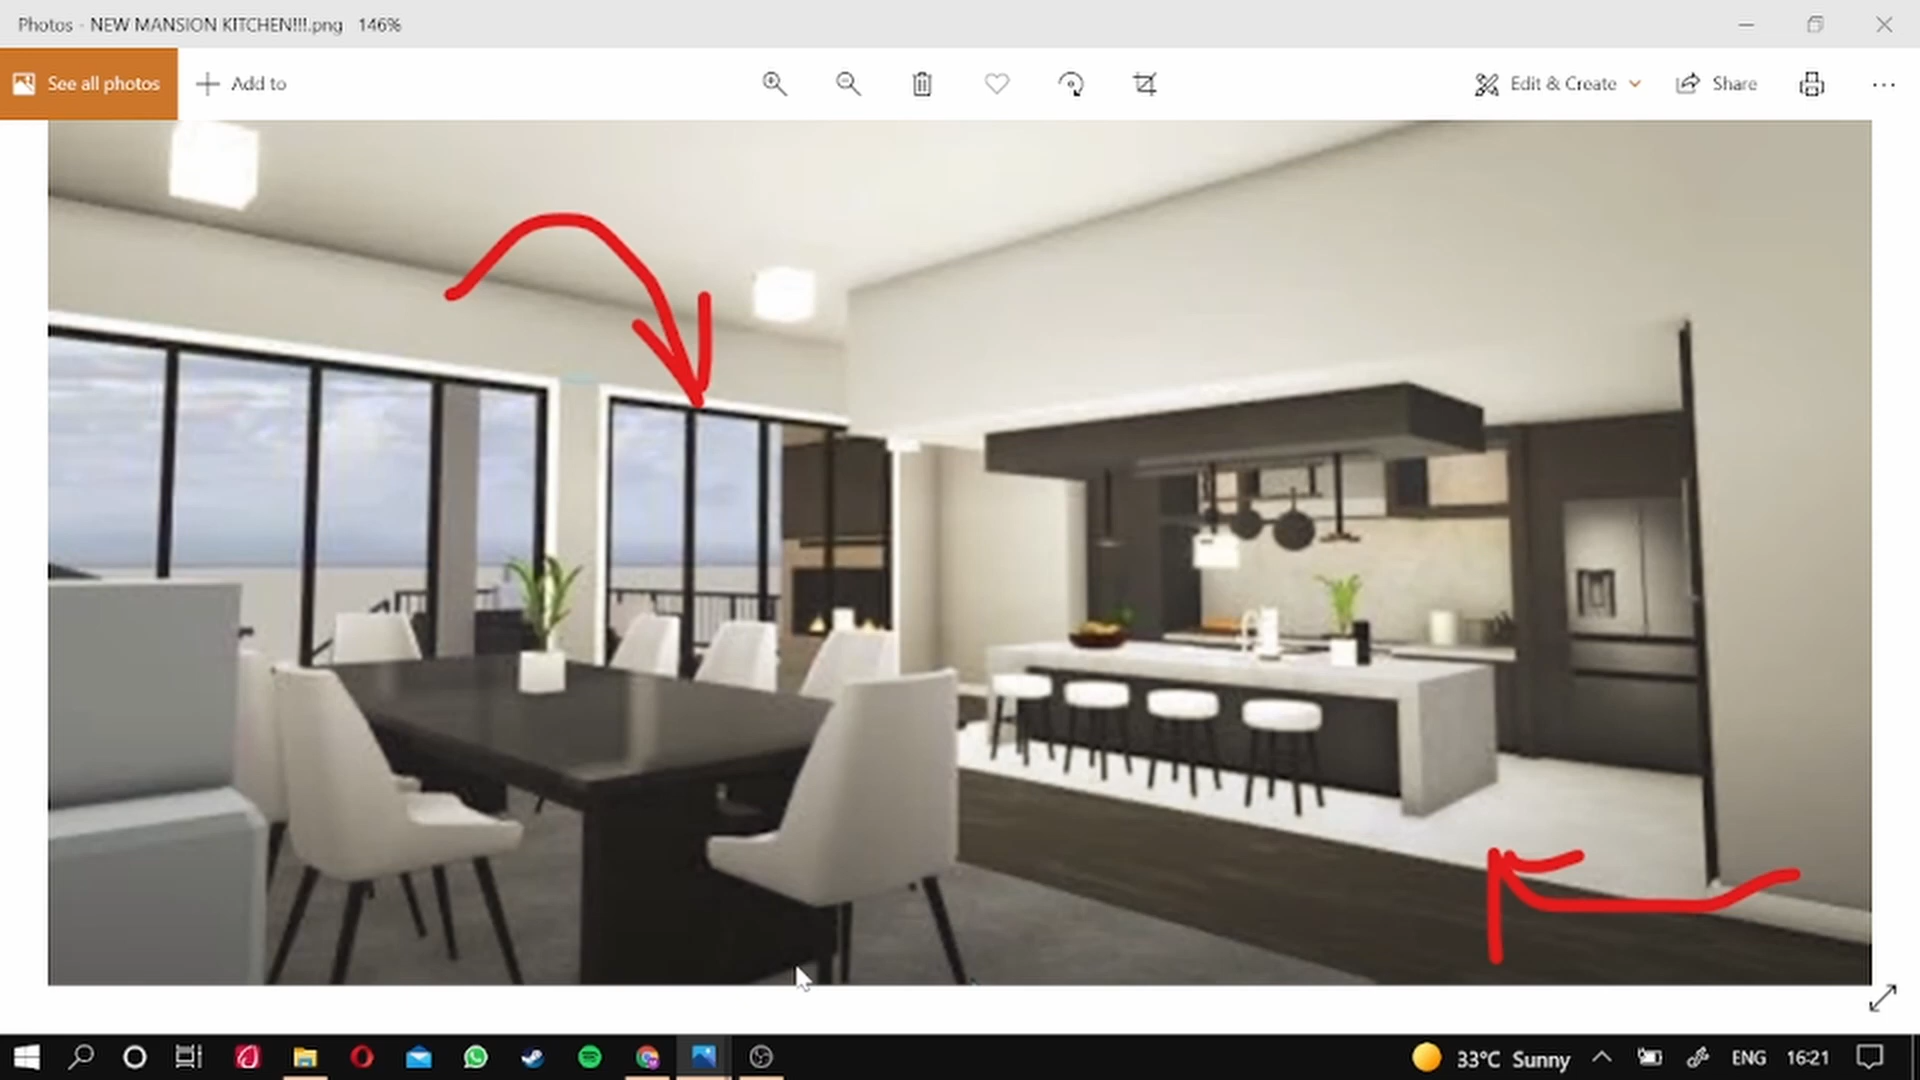 Photos - NEW MANSION KITCHEN!!!.png 146%
See all photos
Add to
Edit & Create
Share
33°C Sunny
ENG
16:21